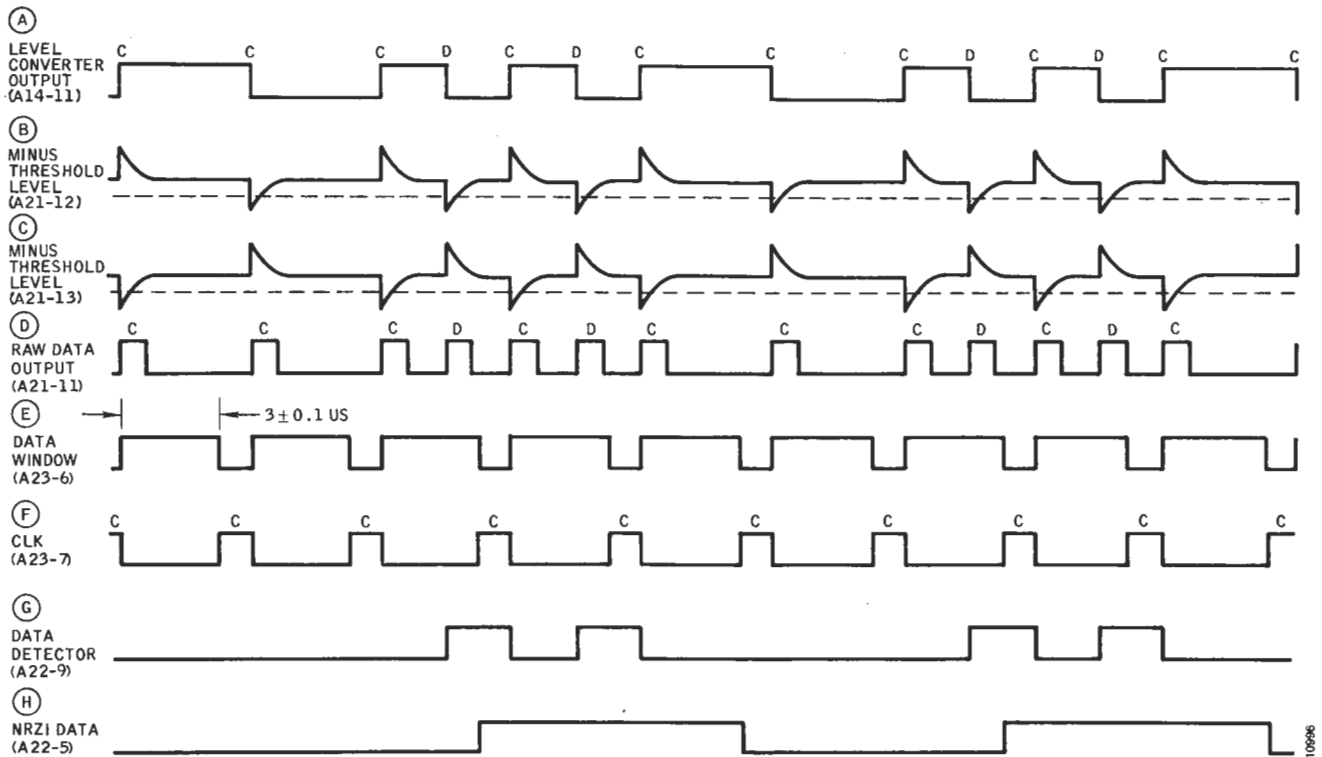 A
LEVEL
CONVERTER
OUTPUT
(A14-11)
C C C D C D C C C D C D C C
B
MINUS
THRESHOLD
LEVEL
(A21-12)
C
MINUS
THRESHOLD
LEVEL
(A21-13)
D
RAW DATA
OUTPUT
(A21-11)
C C C D C D C C C D C D C
E
3±0.1 US
DATA
WINDOW
(A23-6)
F
CLK
(A23-7)
C C C C C C C C C C
G
DATA
DETECTOR
(A22-9)
H
NRZI DATA
(A22-5)
10996